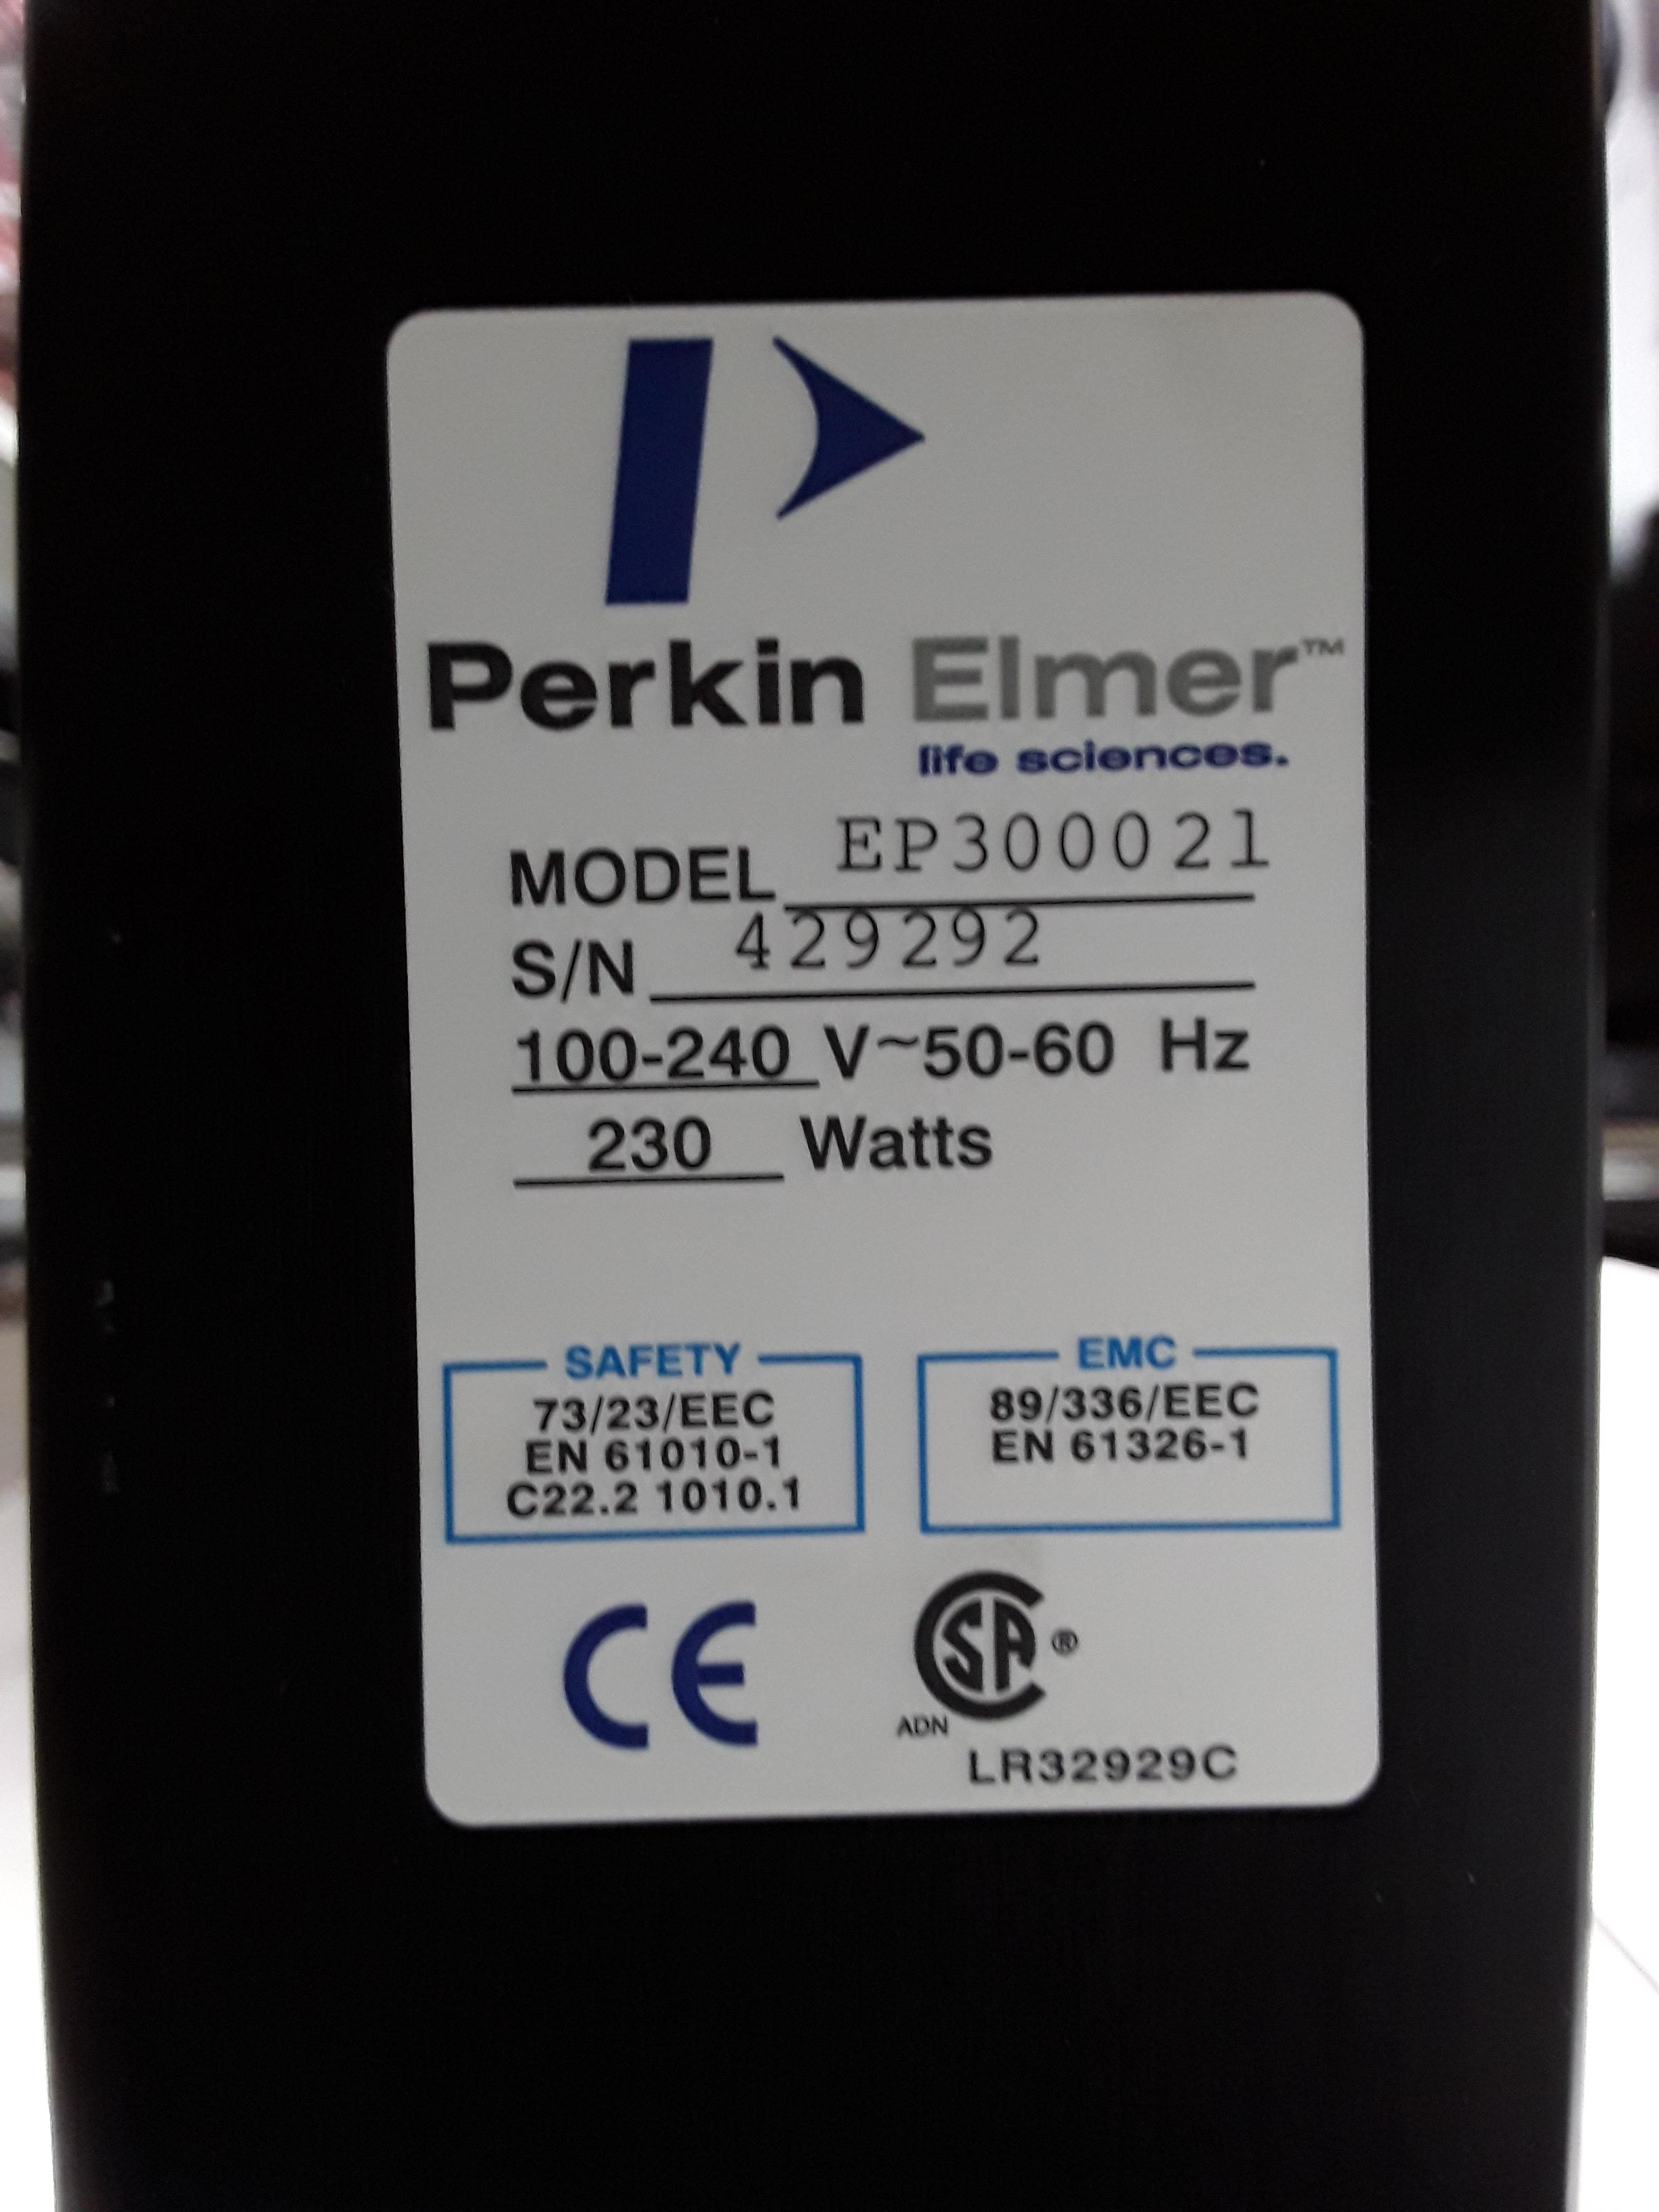 Perkin Elmer™
life sciences.
MODEL EP300021
S/N 429292
100-240 V~50-60 Hz
230 Watts
SAFETY
73/23/EEC
EN 61010-1
C22.2 1010.1
EMC
89/336/EEC
EN 61326-1
CE
CSA ®
ADN
LR32929C